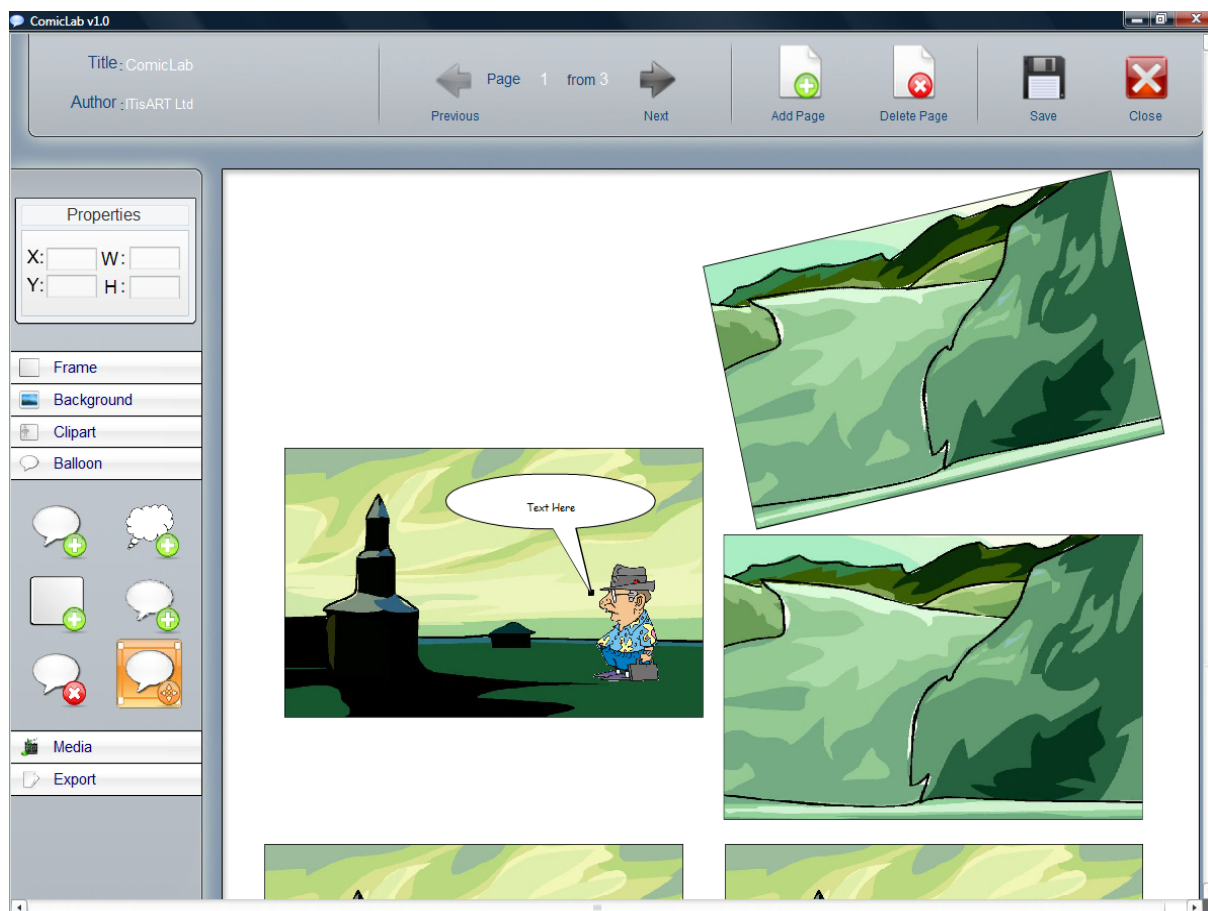 ComicLab v1.0
Title: ComicLab
Author: ITisART Ltd
Page 1 from 3
Previous
Next
Add Page
Delete Page
Save
Close
Properties
X: W:
Y: H:
Frame
Background
Clipart
Balloon
Media
Export
Text Here